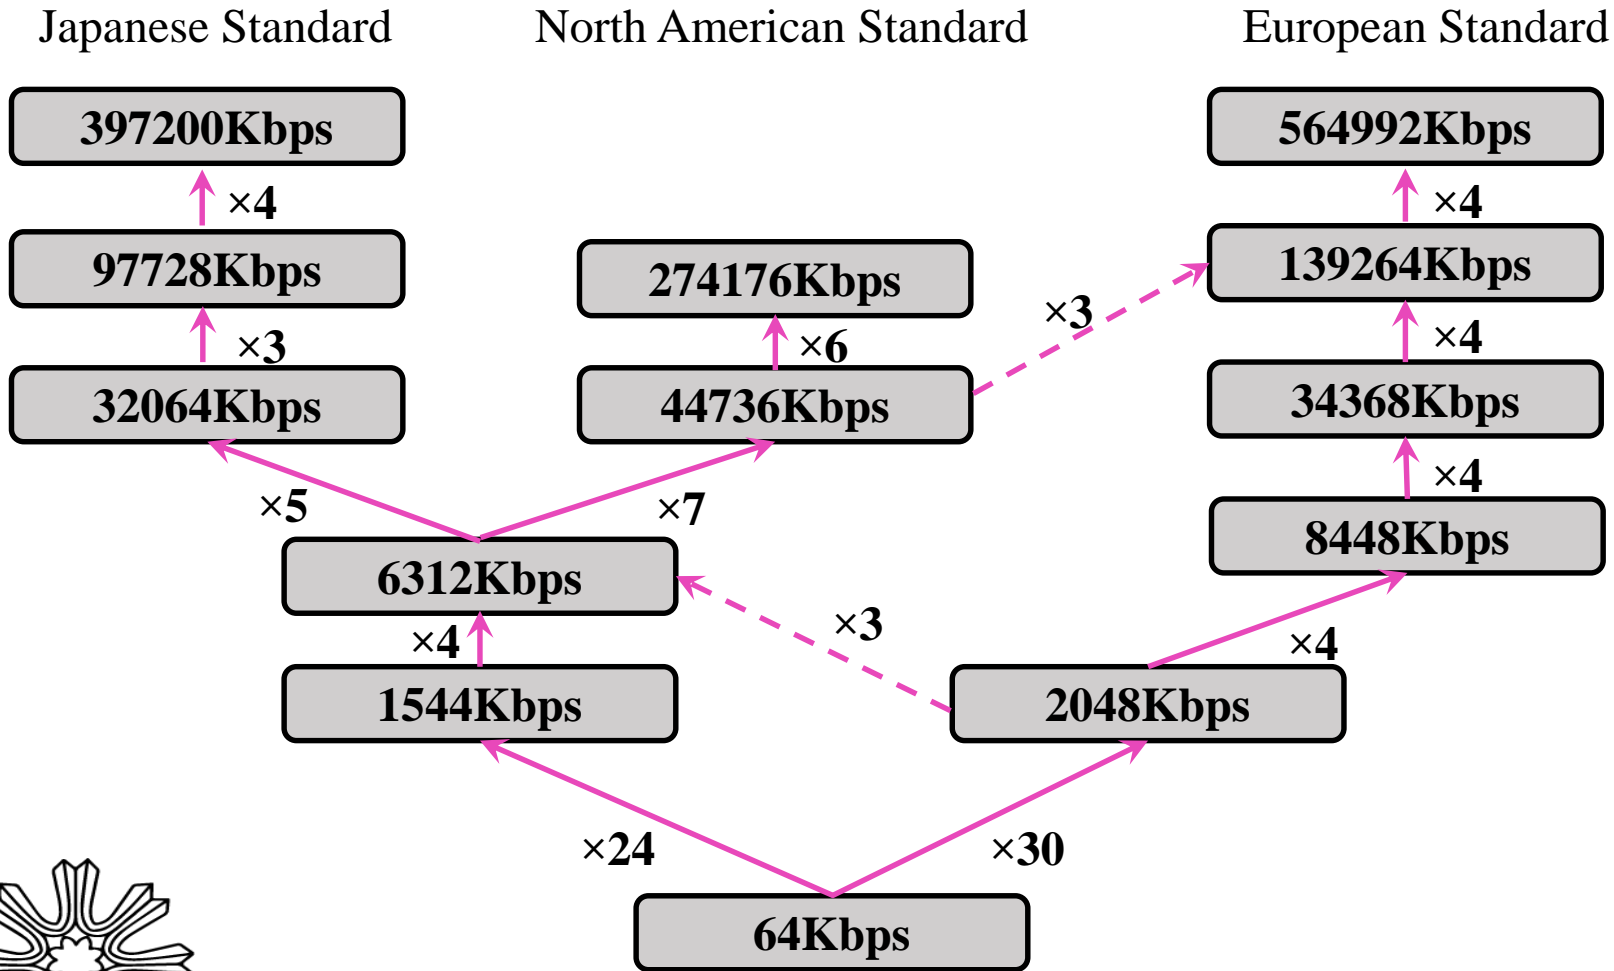 Japanese Standard North American Standard European Standard
397200Kbps 564992Kbps
×4 ×4
97728Kbps 274176Kbps 139264Kbps
×3
×3 ×6 ×4
32064Kbps 44736Kbps 34368Kbps
×4
×5 ×7
8448Kbps
6312Kbps
×3
×4 ×4
1544Kbps 2048Kbps
×24 ×30
64Kbps